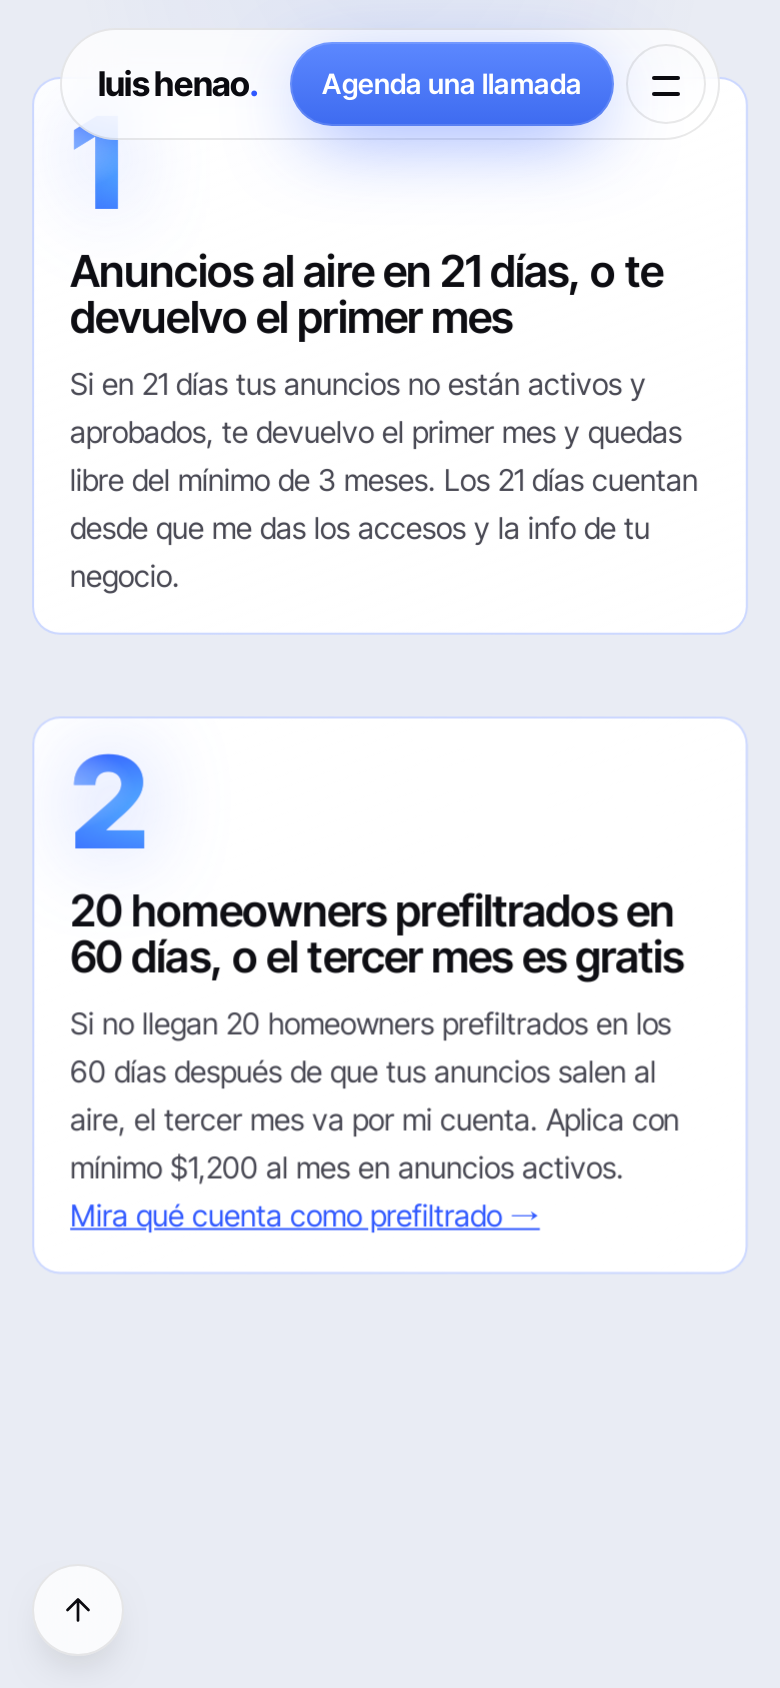 luis henao.
Agenda una llamada
1
Anuncios al aire en 21 días, o te
devuelvo el primer mes
Si en 21 días tus anuncios no están activos y
aprobados, te devuelvo el primer mes y quedas
libre del mínimo de 3 meses. Los 21 días cuentan
desde que me das los accesos y la info de tu
negocio.
2
20 homeowners prefiltrados en
60 días, o el tercer mes es gratis
Si no llegan 20 homeowners prefiltrados en los
60 días después de que tus anuncios salen al
aire, el tercer mes va por mi cuenta. Aplica con
mínimo $1,200 al mes en anuncios activos.
Mira qué cuenta como prefiltrado →